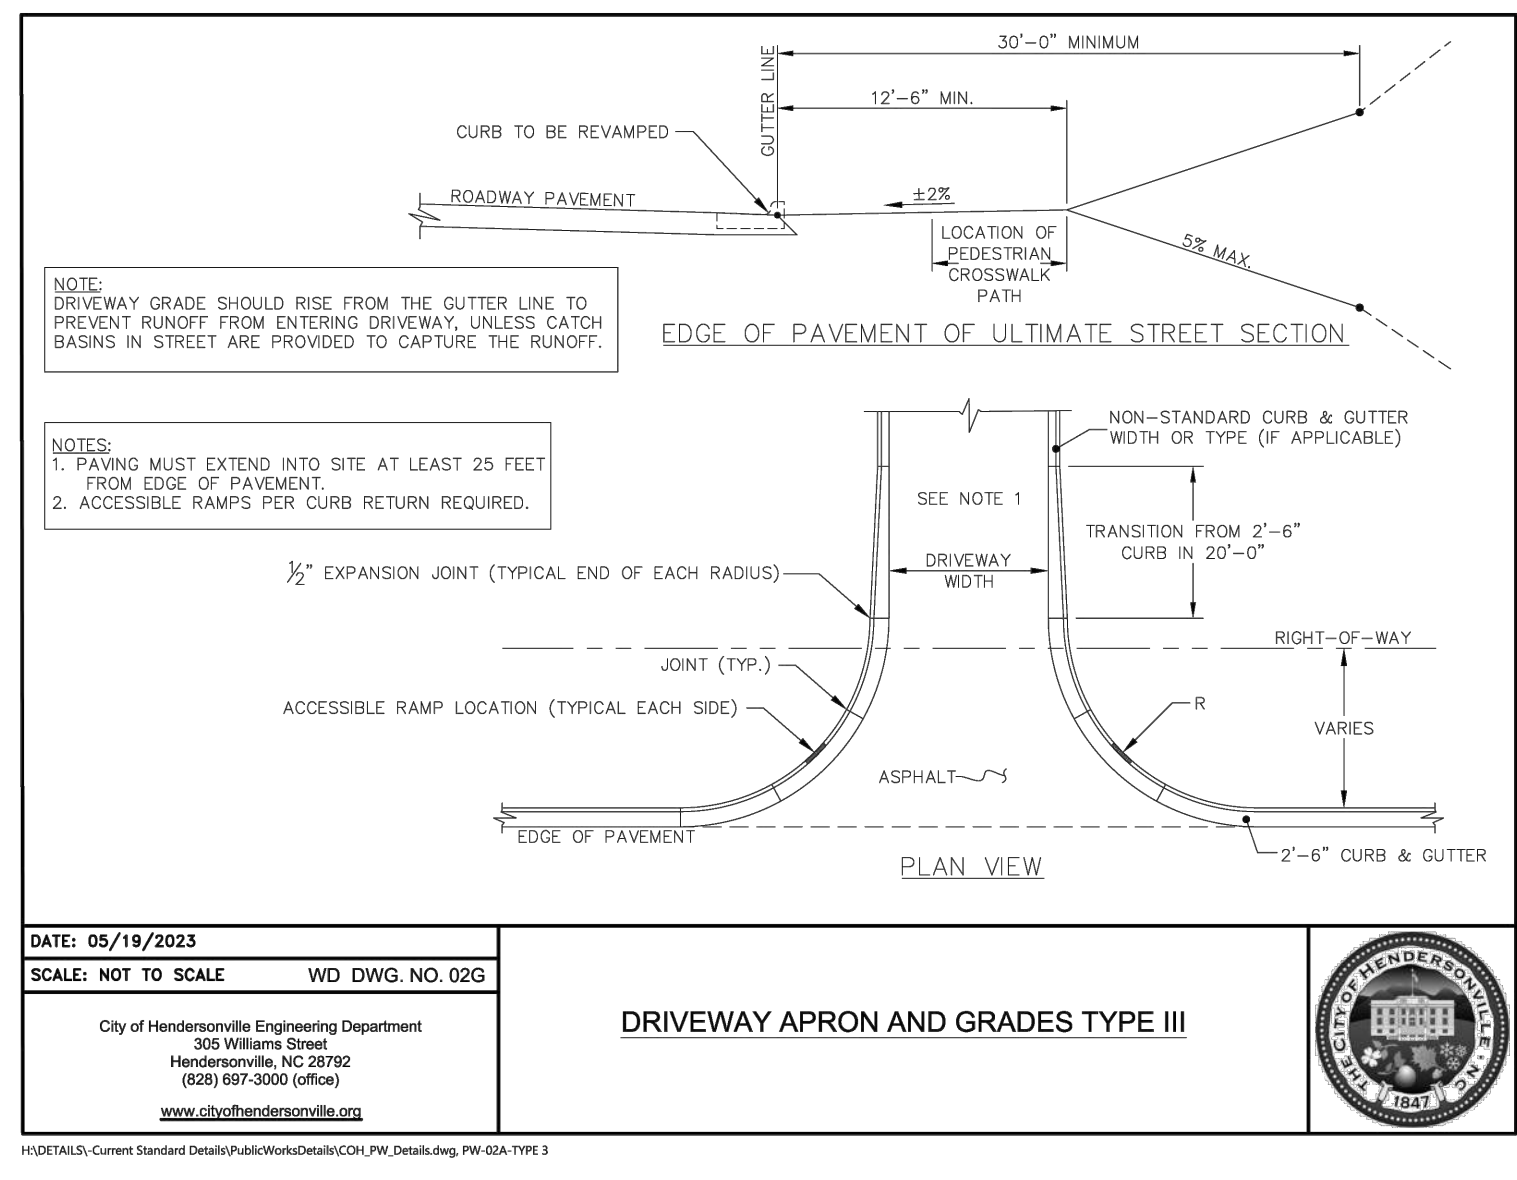 30'-0" MINIMUM
12'-6" MIN.
GUTTER LINE
CURB TO BE REVAMPED
ROADWAY PAVEMENT
±2%
LOCATION OF
PEDESTRIAN
CROSSWALK
PATH
5% MAX.
EDGE OF PAVEMENT OF ULTIMATE STREET SECTION
NOTE:
DRIVEWAY GRADE SHOULD RISE FROM THE GUTTER LINE TO
PREVENT RUNOFF FROM ENTERING DRIVEWAY, UNLESS CATCH
BASINS IN STREET ARE PROVIDED TO CAPTURE THE RUNOFF.
NOTES:
1. PAVING MUST EXTEND INTO SITE AT LEAST 25 FEET
FROM EDGE OF PAVEMENT.
2. ACCESSIBLE RAMPS PER CURB RETURN REQUIRED.
NON-STANDARD CURB & GUTTER
WIDTH OR TYPE (IF APPLICABLE)
SEE NOTE 1
TRANSITION FROM 2'-6"
CURB IN 20'-0"
DRIVEWAY
WIDTH
1/2" EXPANSION JOINT (TYPICAL END OF EACH RADIUS)
RIGHT-OF-WAY
JOINT (TYP.)
ACCESSIBLE RAMP LOCATION (TYPICAL EACH SIDE)
R
VARIES
ASPHALT
EDGE OF PAVEMENT
2'-6" CURB & GUTTER
PLAN VIEW
DATE: 05/19/2023
SCALE: NOT TO SCALE WD DWG. NO. 02G
City of Hendersonville Engineering Department
305 Williams Street
Hendersonville, NC 28792
(828) 697-3000 (office)
www.cityofhendersonville.org
DRIVEWAY APRON AND GRADES TYPE III
THE CITY OF HENDERSONVILLE · NC
1847
H:\DETAILS\-Current Standard Details\PublicWorksDetails\COH_PW_Details.dwg, PW-02A-TYPE 3